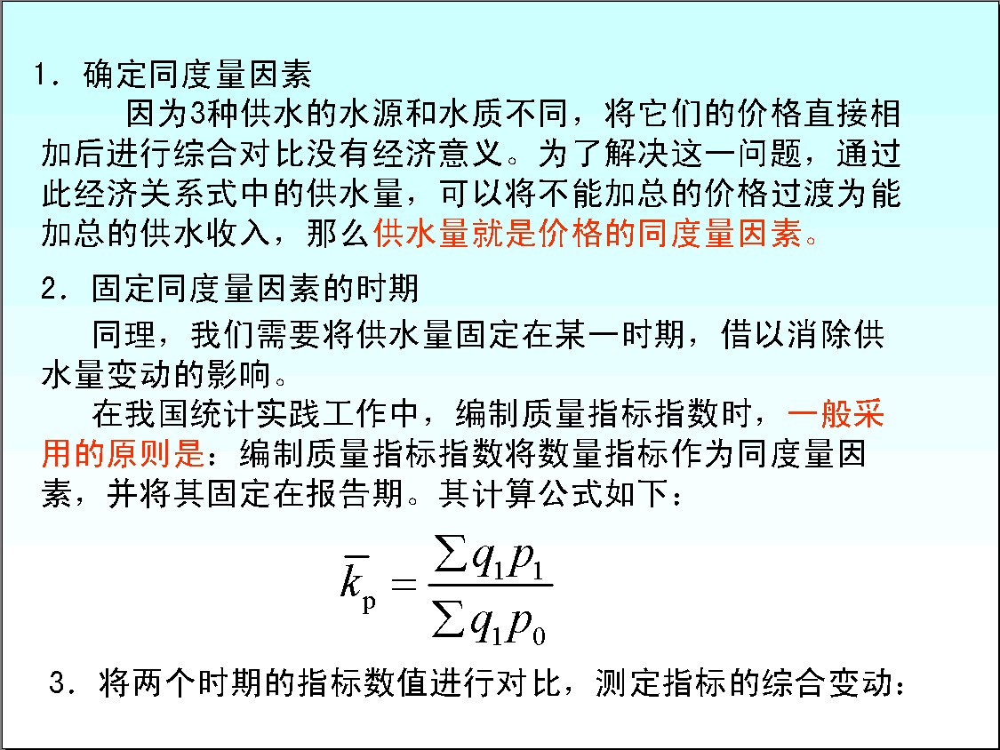 1．确定同度量因素
因为3种供水的水源和水质不同，将它们的价格直接相
加后进行综合对比没有经济意义。为了解决这一问题，通过
此经济关系式中的供水量，可以将不能加总的价格过渡为能
加总的供水收入，那么供水量就是价格的同度量因素。
2．固定同度量因素的时期
同理，我们需要将供水量固定在某一时期，借以消除供
水量变动的影响。
在我国统计实践工作中，编制质量指标指数时，一般采
用的原则是：编制质量指标指数将数量指标作为同度量因
素，并将其固定在报告期。其计算公式如下：
k̅ₚ = ∑q₁p₁ / ∑q₁p₀
3．将两个时期的指标数值进行对比，测定指标的综合变动：